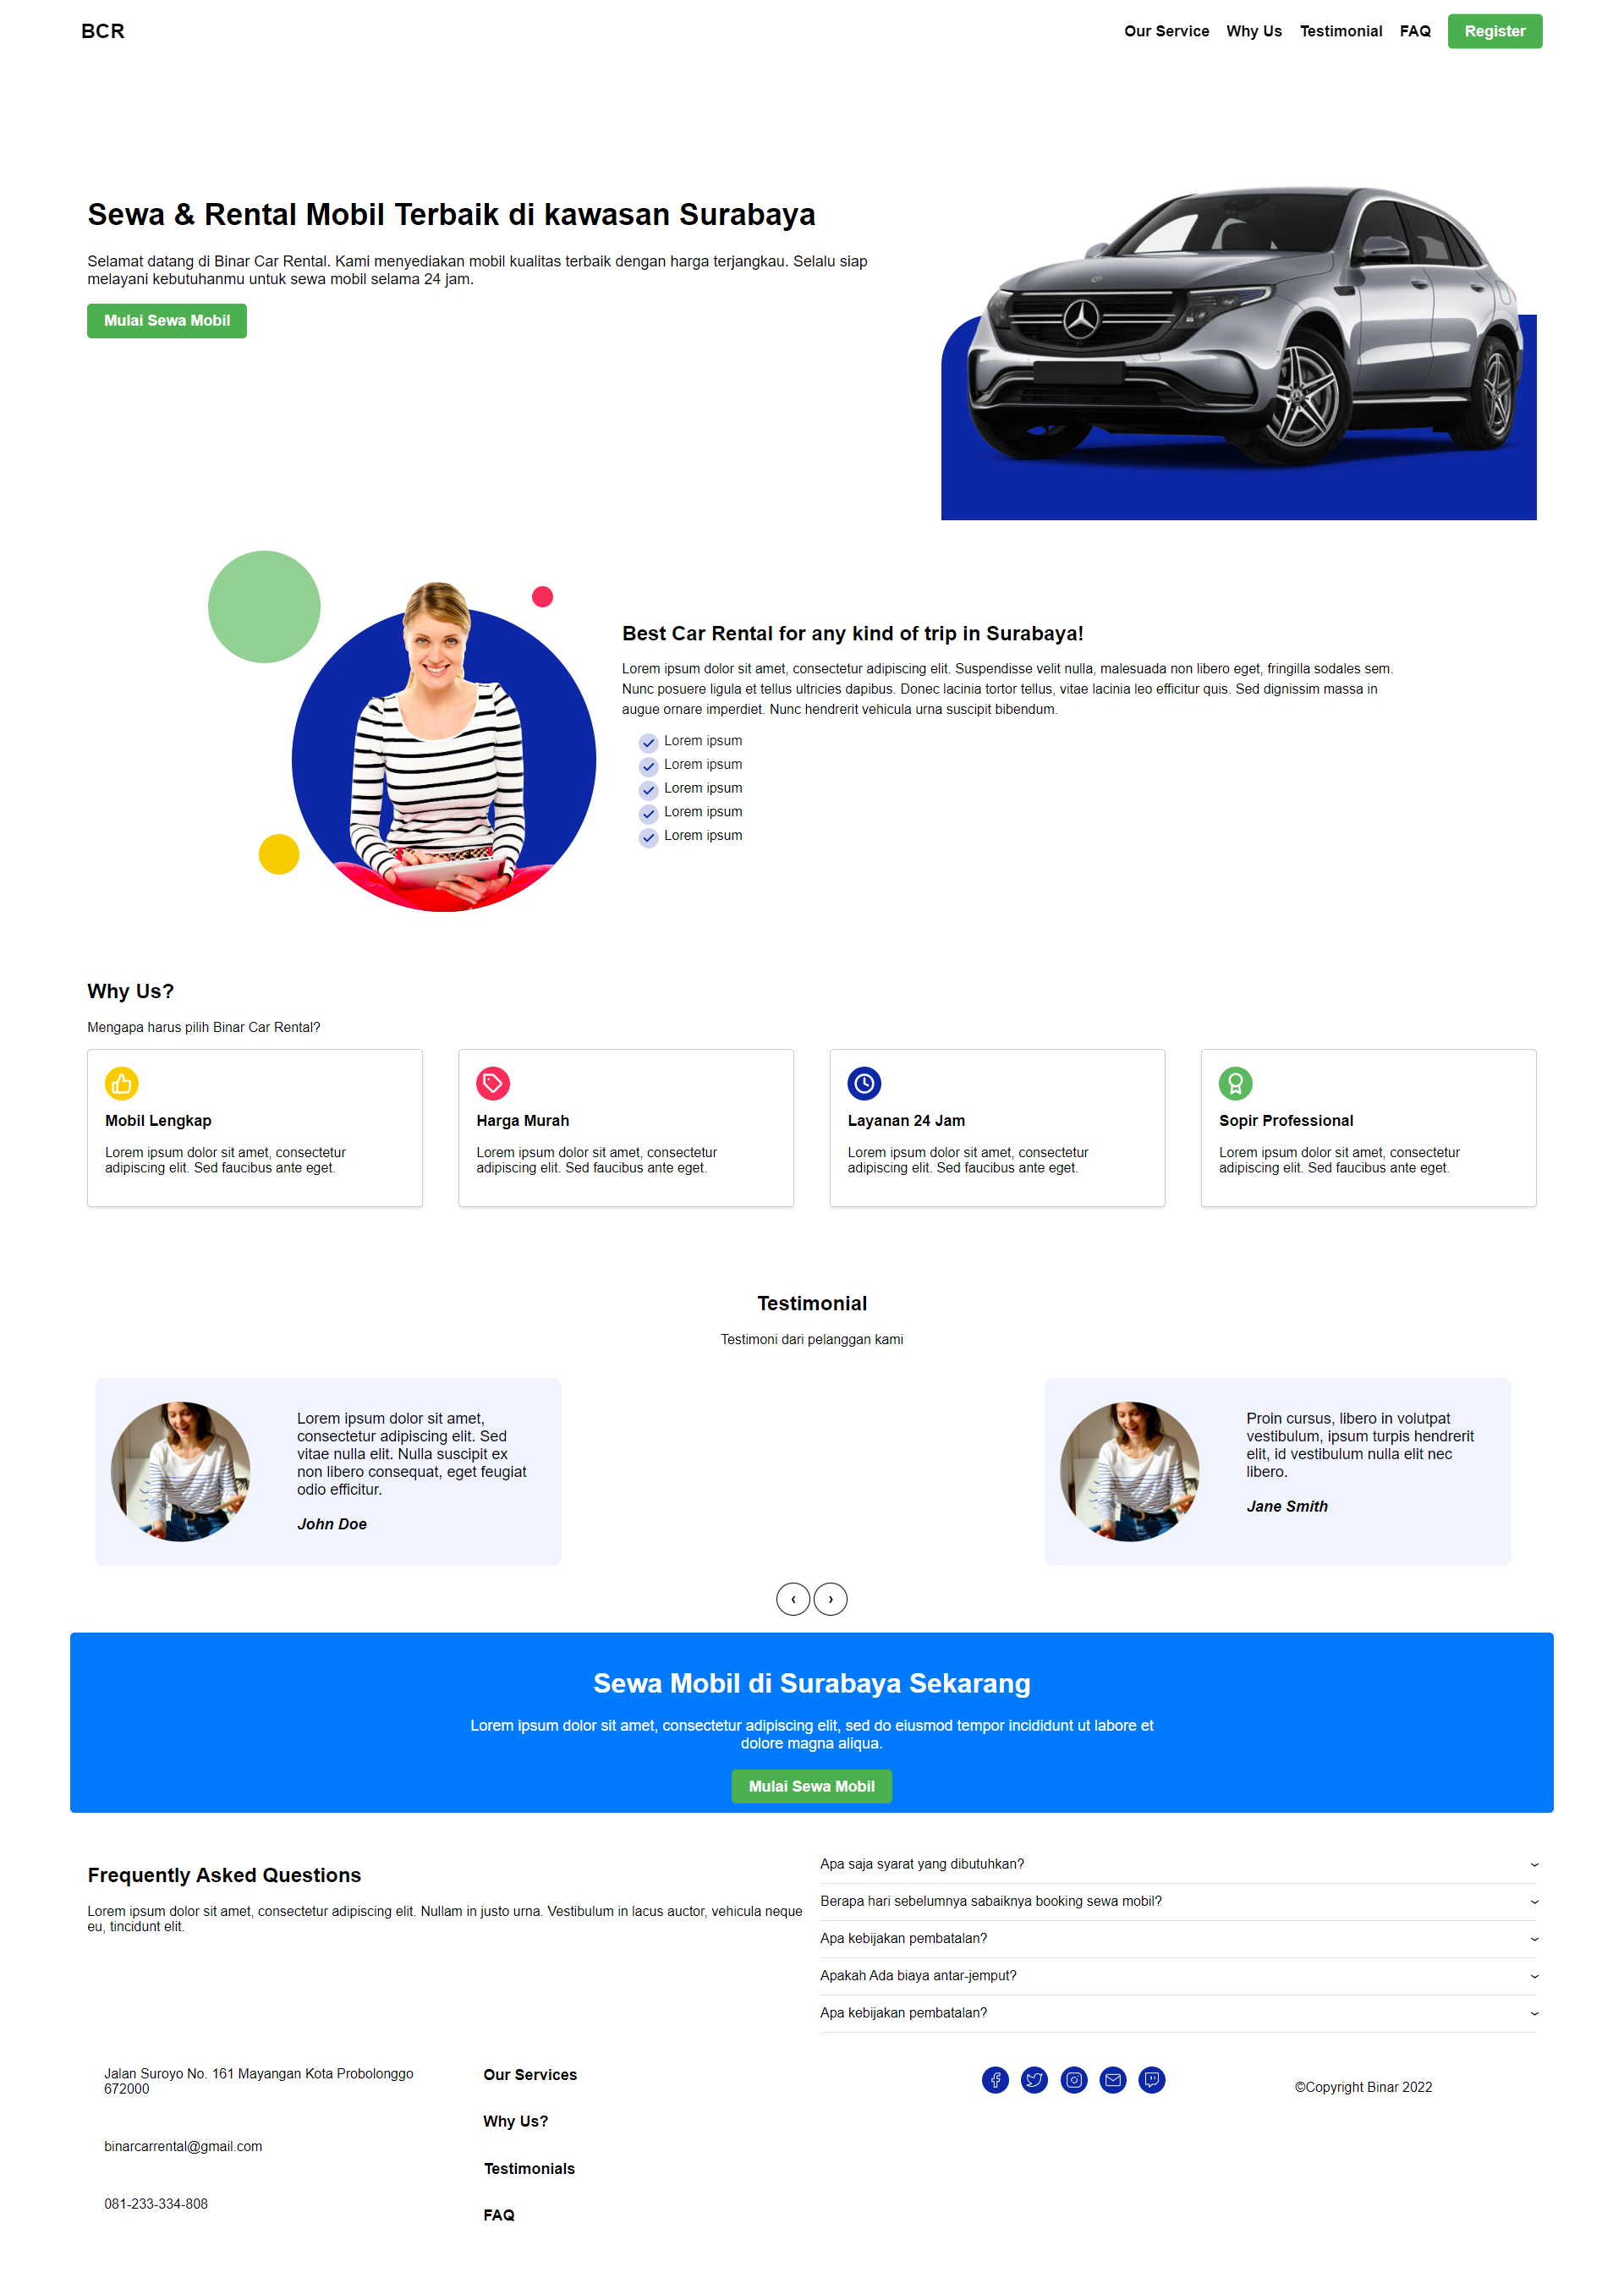 BCR
Our Service
Why Us
Testimonial
FAQ
Register
Sewa & Rental Mobil Terbaik di kawasan Surabaya
Selamat datang di Binar Car Rental. Kami menyediakan mobil kualitas terbaik dengan harga terjangkau. Selalu siap
melayani kebutuhanmu untuk sewa mobil selama 24 jam.
Mulai Sewa Mobil
Best Car Rental for any kind of trip in Surabaya!
Lorem ipsum dolor sit amet, consectetur adipiscing elit. Suspendisse velit nulla, malesuada non libero eget, fringilla sodales sem.
Nunc posuere ligula et tellus ultricies dapibus. Donec lacinia tortor tellus, vitae lacinia leo efficitur quis. Sed dignissim massa in
augue ornare imperdiet. Nunc hendrerit vehicula urna suscipit bibendum.
Lorem ipsum
Lorem ipsum
Lorem ipsum
Lorem ipsum
Lorem ipsum
Why Us?
Mengapa harus pilih Binar Car Rental?
Mobil Lengkap
Lorem ipsum dolor sit amet, consectetur
adipiscing elit. Sed faucibus ante eget.
Harga Murah
Lorem ipsum dolor sit amet, consectetur
adipiscing elit. Sed faucibus ante eget.
Layanan 24 Jam
Lorem ipsum dolor sit amet, consectetur
adipiscing elit. Sed faucibus ante eget.
Sopir Professional
Lorem ipsum dolor sit amet, consectetur
adipiscing elit. Sed faucibus ante eget.
Testimonial
Testimoni dari pelanggan kami
Lorem ipsum dolor sit amet,
consectetur adipiscing elit. Sed
vitae nulla elit. Nulla suscipit ex
non libero consequat, eget feugiat
odio efficitur.
John Doe
Proin cursus, libero in volutpat
vestibulum, ipsum turpis hendrerit
elit, id vestibulum nulla elit nec
libero.
Jane Smith
‹ ›
Sewa Mobil di Surabaya Sekarang
Lorem ipsum dolor sit amet, consectetur adipiscing elit, sed do eiusmod tempor incididunt ut labore et
dolore magna aliqua.
Mulai Sewa Mobil
Frequently Asked Questions
Lorem ipsum dolor sit amet, consectetur adipiscing elit. Nullam in justo urna. Vestibulum in lacus auctor, vehicula neque
eu, tincidunt elit.
Apa saja syarat yang dibutuhkan?
Berapa hari sebelumnya sabaiknya booking sewa mobil?
Apa kebijakan pembatalan?
Apakah Ada biaya antar-jemput?
Apa kebijakan pembatalan?
Jalan Suroyo No. 161 Mayangan Kota Probolonggo
672000
binarcarrental@gmail.com
081-233-334-808
Our Services
Why Us?
Testimonials
FAQ
©Copyright Binar 2022